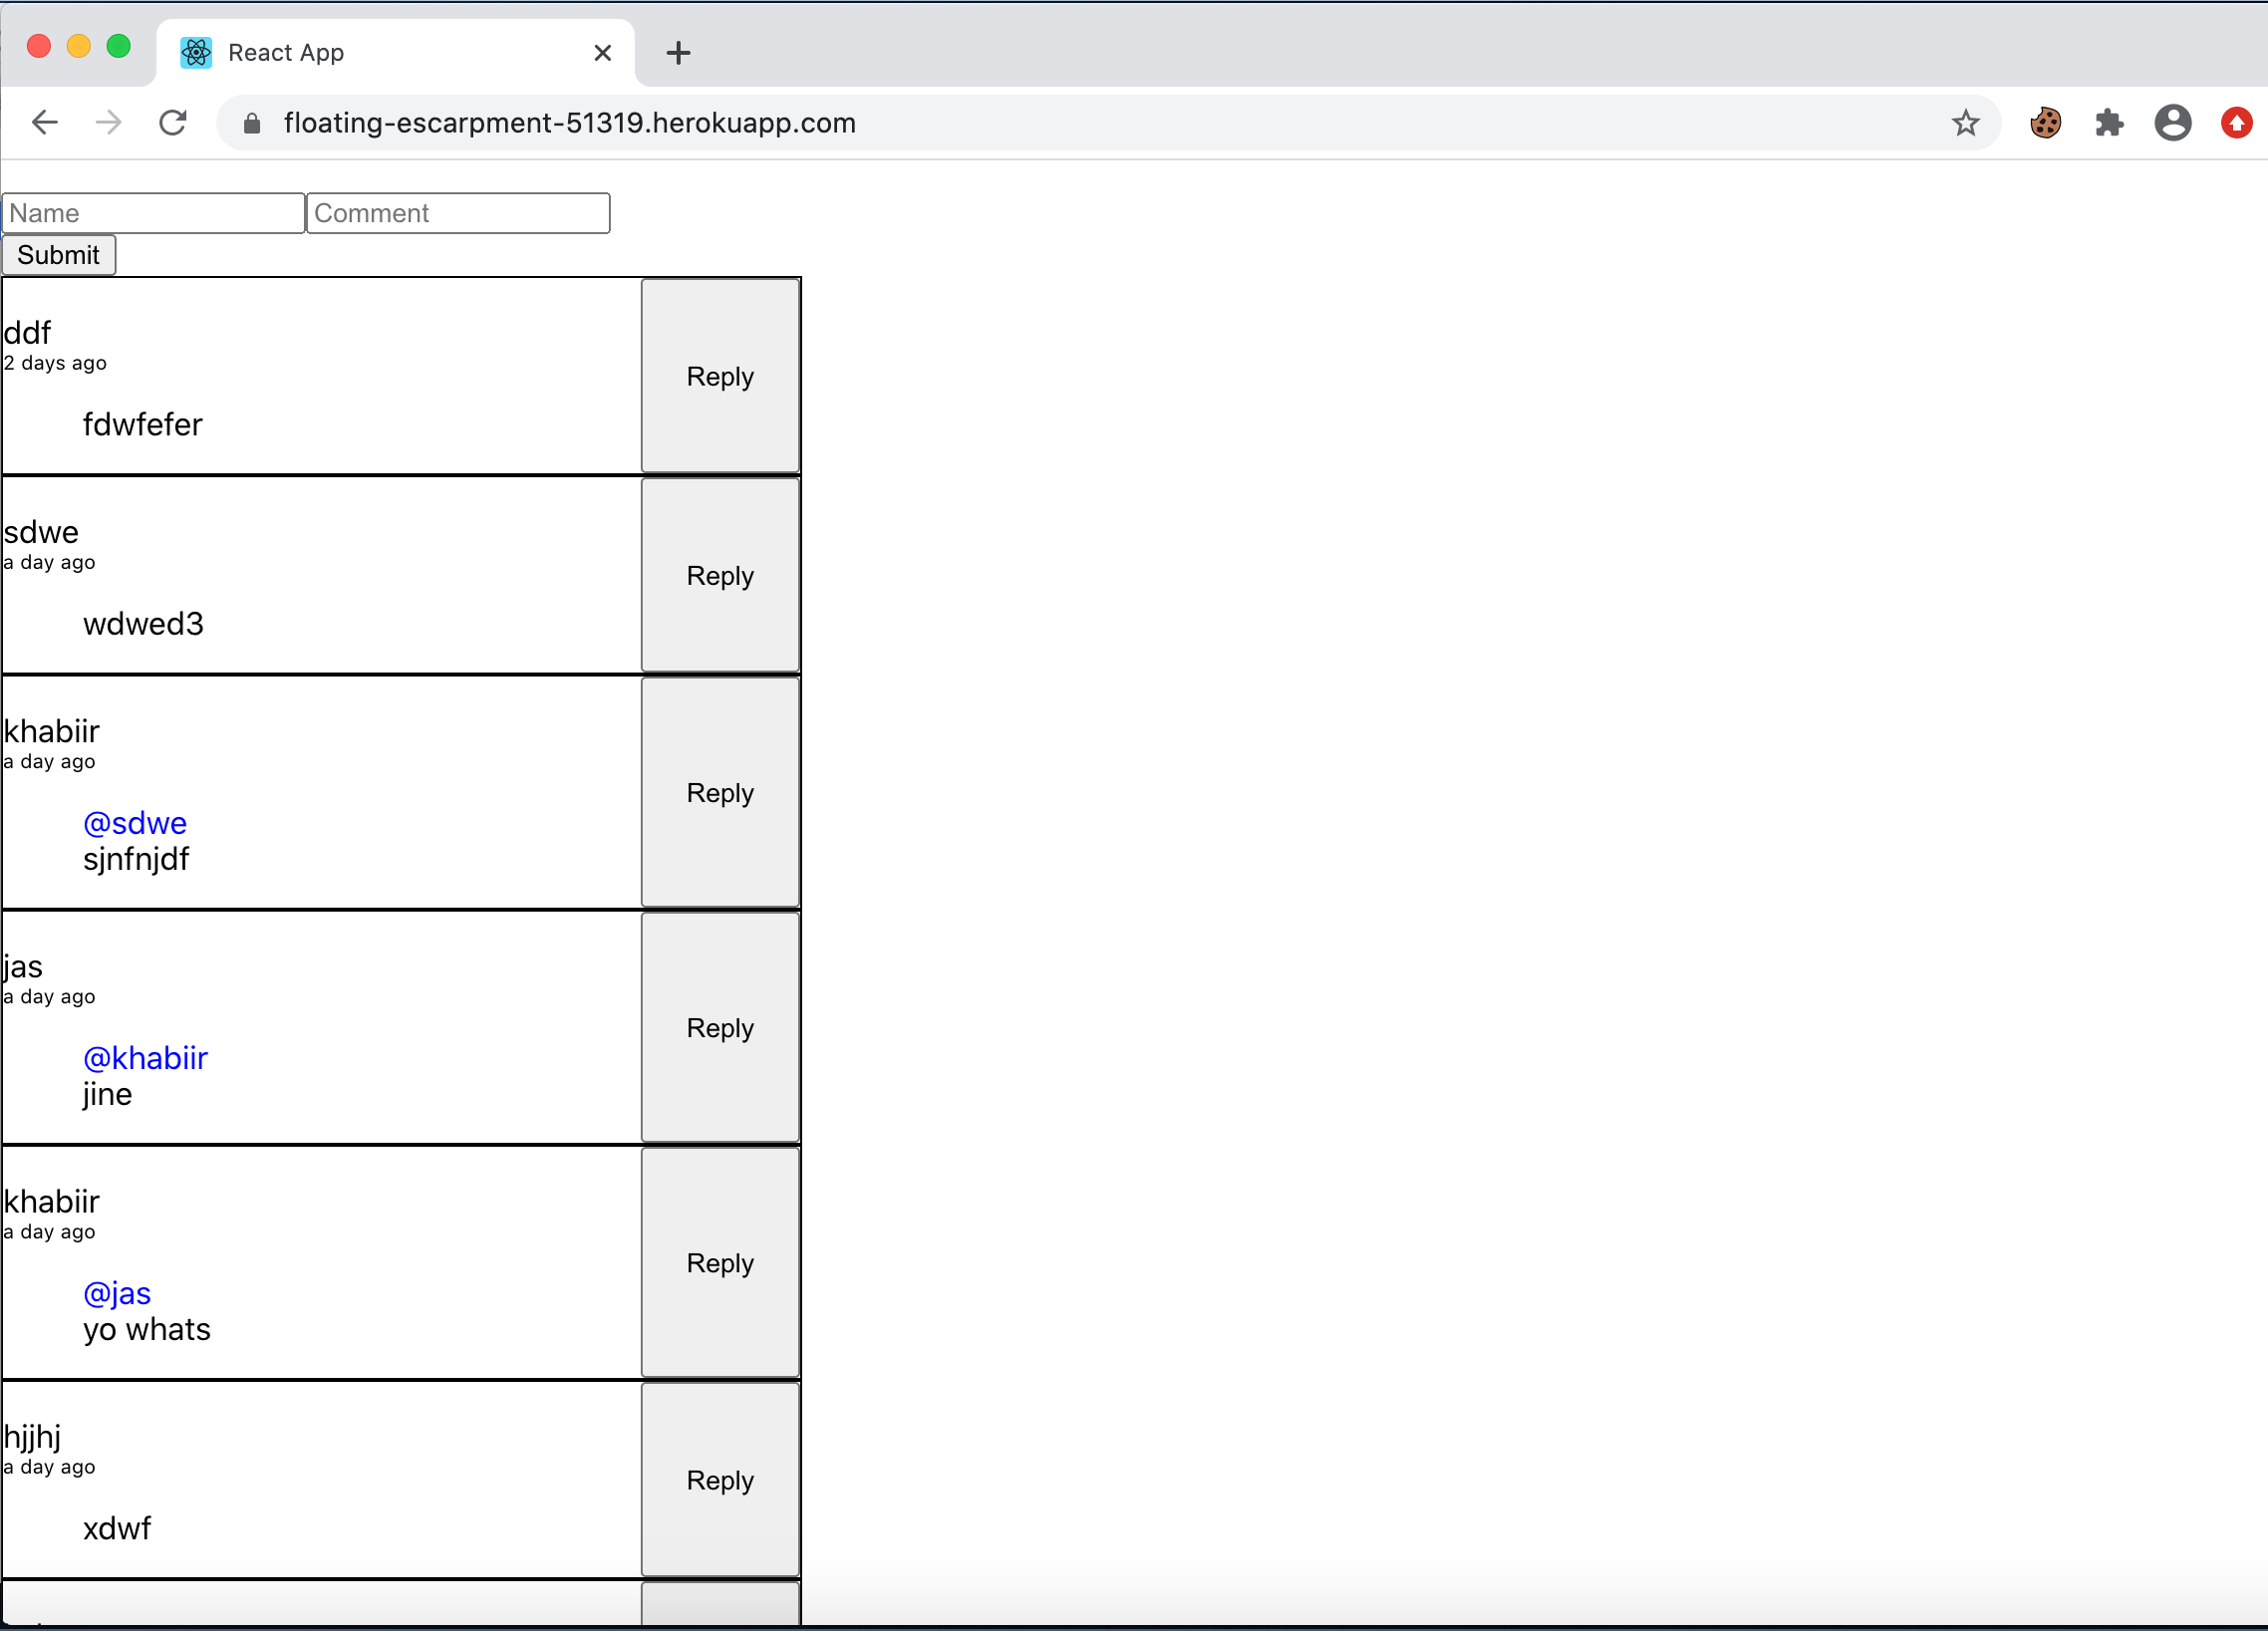 React App
floating-escarpment-51319.herokuapp.com
Name Comment
Submit
ddf
2 days ago
fdwfefer
Reply
sdwe
a day ago
wdwed3
Reply
khabiir
a day ago
@sdwe
sjnfnjdf
Reply
jas
a day ago
@khabiir
jine
Reply
khabiir
a day ago
@jas
yo whats
Reply
hjjhj
a day ago
xdwf
Reply